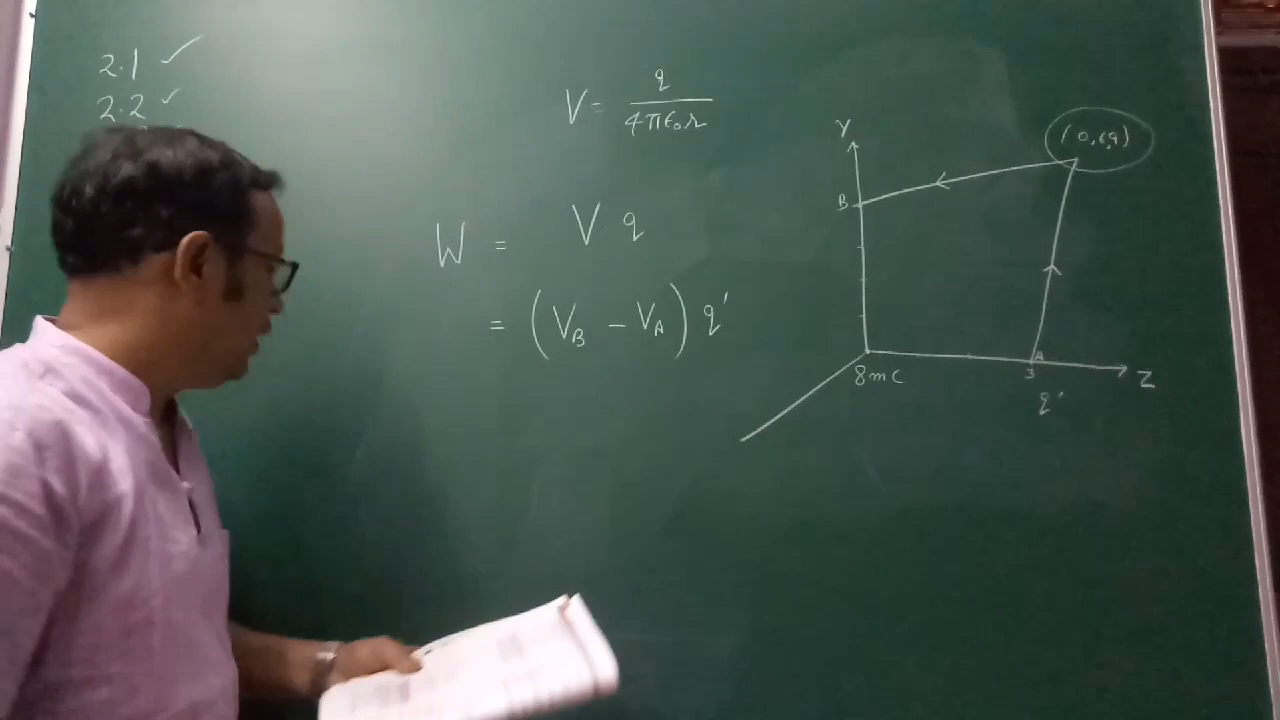 2.1 ✓
2.2 ✓
V = q / 4πε₀r
W = V q
= (V_B - V_A) q'
Y
(0,6,9)
B
A
3
8mC
Z
q'